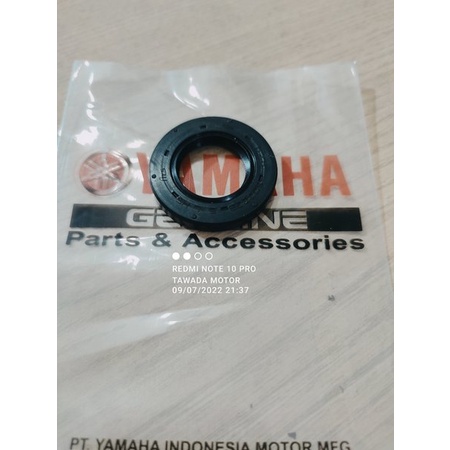 YAMAHA
GENUINE
Parts & Accessories
REDMI NOTE 10 PRO
TAWADA MOTOR
09/07/2022 21:37
PT. YAMAHA INDONESIA MOTOR MFG